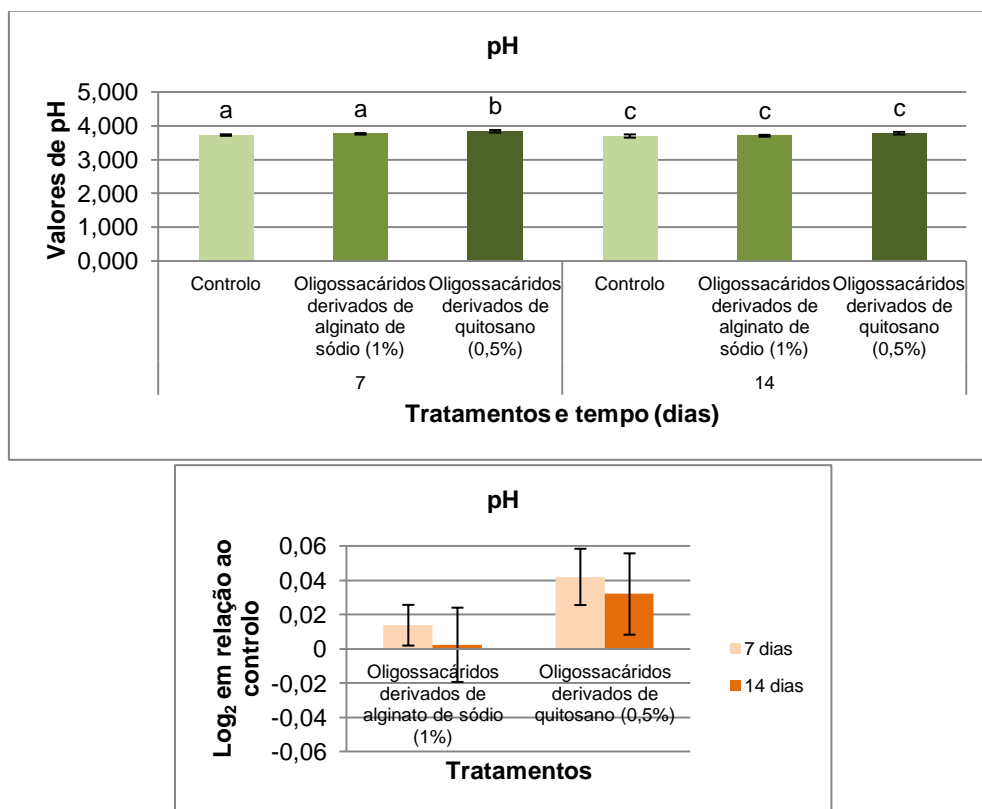 pH
Valores de pH
5,000
4,000
3,000
2,000
1,000
0,000
a
a
b
c
c
c
Controlo
Oligossacáridos
derivados de
alginato de
sódio (1%)
Oligossacáridos
derivados de
quitosano
(0,5%)
Controlo
Oligossacáridos
derivados de
alginato de
sódio (1%)
Oligossacáridos
derivados de
quitosano
(0,5%)
7
14
Tratamentos e tempo (dias)
pH
Log₂ em relação ao
controlo
0,06
0,04
0,02
0
-0,02
-0,04
-0,06
Oligossacáridos
derivados de
alginato de sódio
(1%)
Oligossacáridos
derivados de
quitosano (0,5%)
7 dias
14 dias
Tratamentos